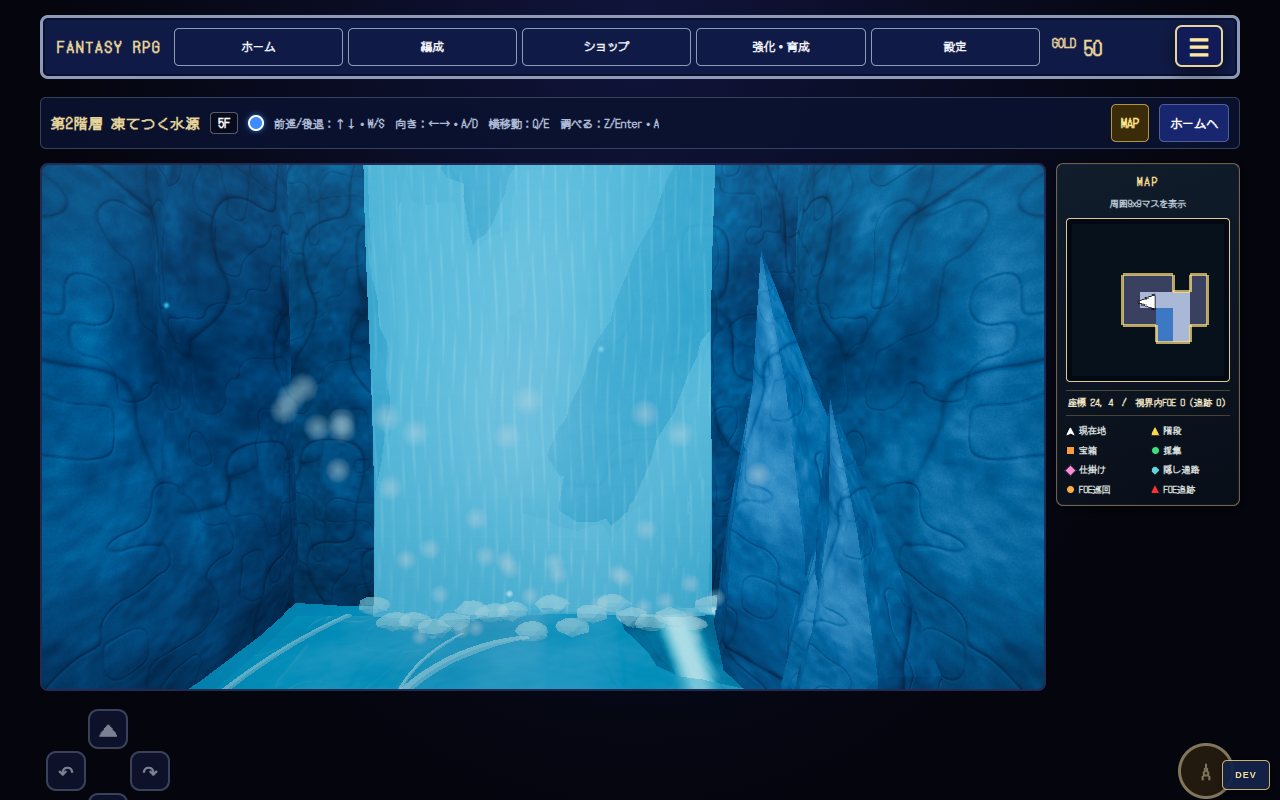 FANTASY RPG ホーム 編成 ショップ 強化・育成 設定 GOLD 50
第2階層 凍てつく水源 5F 前進/後退：↑↓・W/S 向き：←→・A/D 横移動：Q/E 調べる：Z/Enter・A MAP ホームへ
MAP
周囲9x9マスを表示
座標 24, 4 / 視界内FOE 0 (追跡 0)
現在地 階段
宝箱 採集
仕掛け 隠し通路
FOE巡回 FOE追跡
A DEV